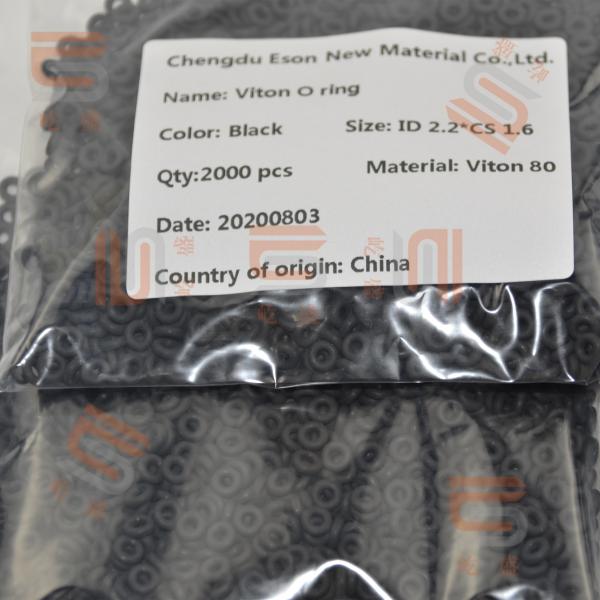 Chengdu Eson New Material Co.,Ltd.
Name: Viton O ring
Color: Black Size: ID 2.2*CS 1.6
Qty:2000 pcs Material: Viton 80
Date: 20200803
Country of origin: China